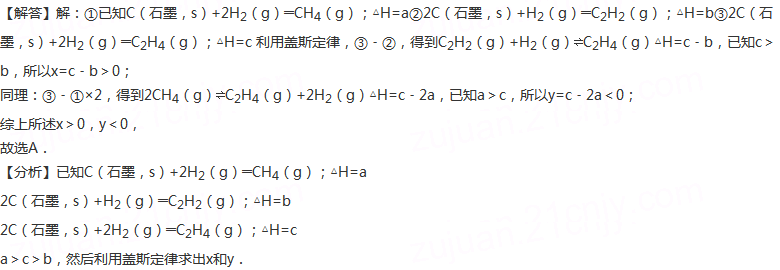 【解答】解：①已知C（石墨，s）+2H₂（g）═CH₄（g）；△H=a②2C（石墨，s）+H₂（g）═C₂H₂（g）；△H=b③2C（石
墨，s）+2H₂（g）═C₂H₄（g）；△H=c 利用盖斯定律，③﹣②，得到C₂H₂（g）+H₂（g）⇌C₂H₄（g）△H=c﹣b，已知c＞
b，所以x=c﹣b＞0；
同理：③﹣①×2，得到2CH₄（g）⇌C₂H₄（g）+2H₂（g）△H=c﹣2a，已知a＞c，所以y=c﹣2a＜0；
综上所述x＞0，y＜0，
故选A．
【分析】已知C（石墨，s）+2H₂（g）═CH₄（g）；△H=a
2C（石墨，s）+H₂（g）═C₂H₂（g）；△H=b
2C（石墨，s）+2H₂（g）═C₂H₄（g）；△H=c
a＞c＞b，然后利用盖斯定律求出x和y．